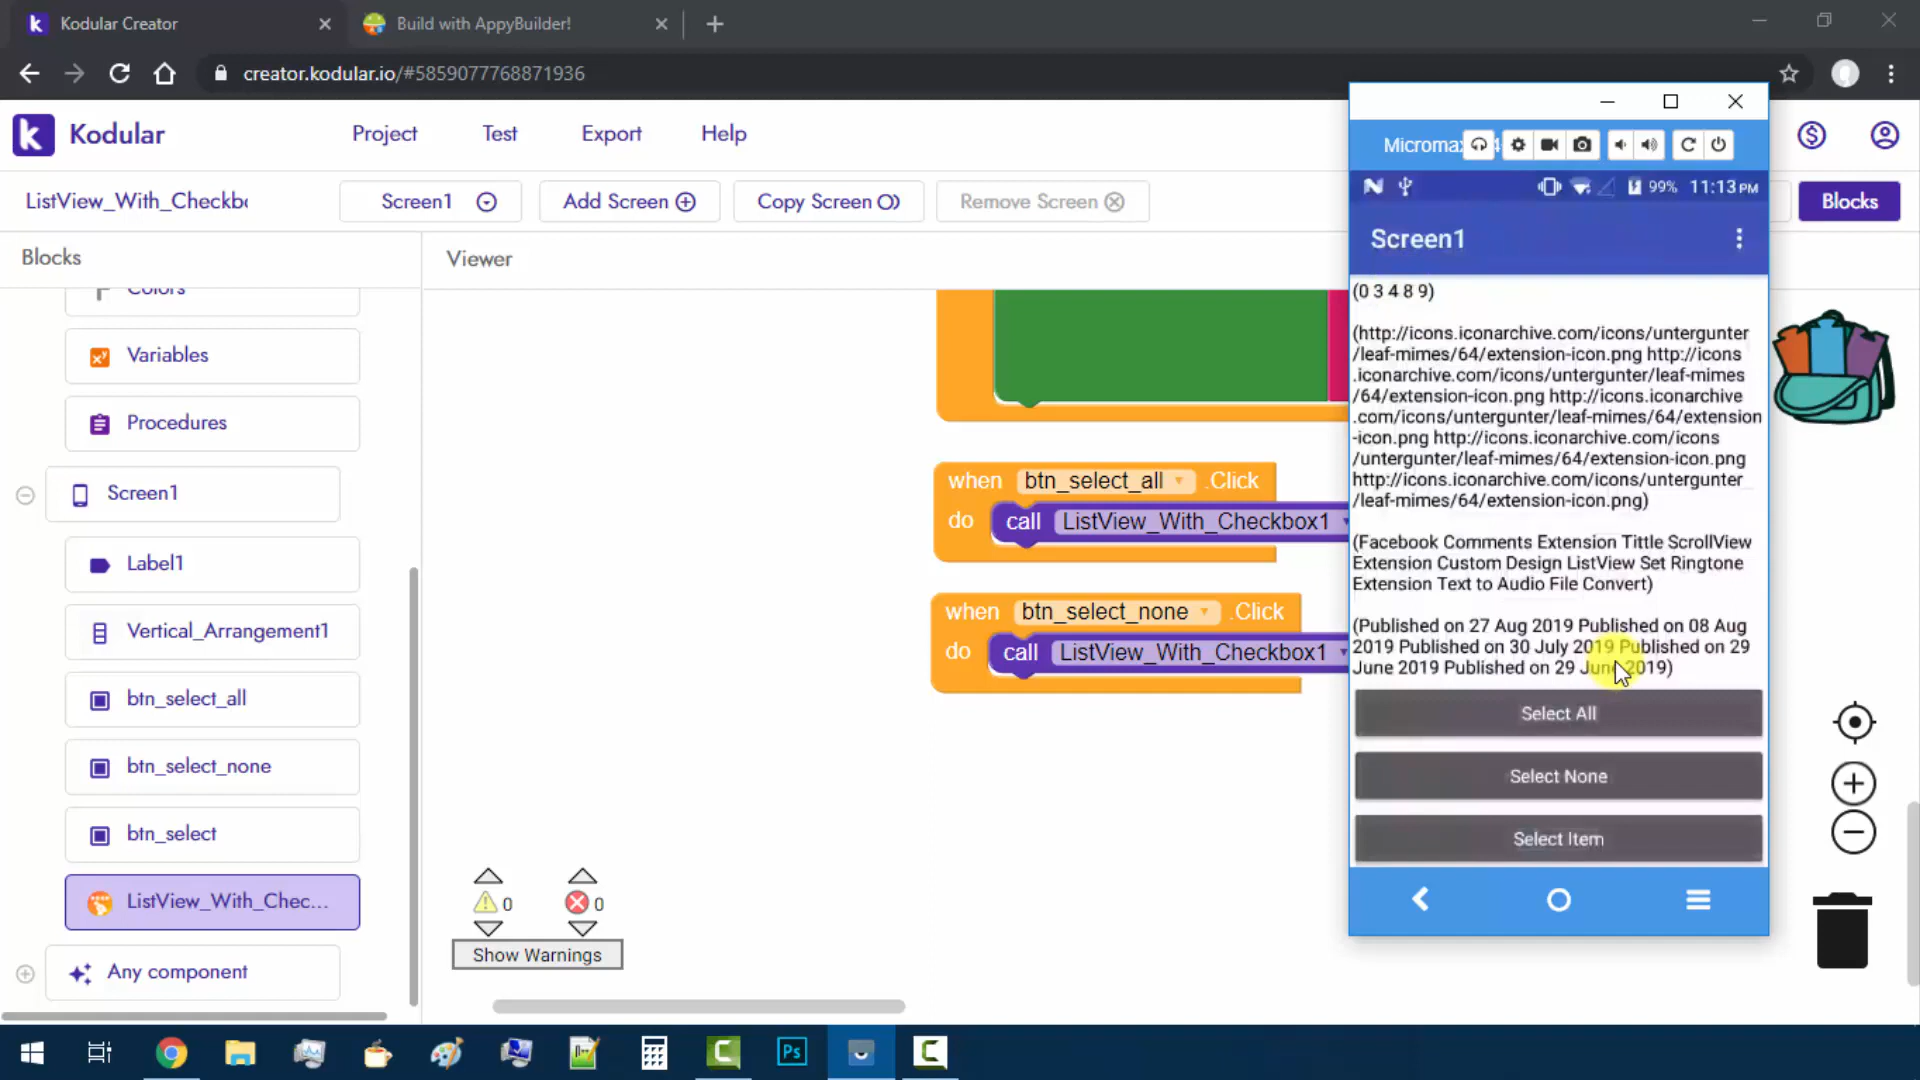 Kodular Creator
Build with AppyBuilder!
creator.kodular.io/#5859077768871936
Kodular
Project
Test
Export
Help
ListView_With_Checkb
Screen1
Add Screen
Copy Screen
Remove Screen
Blocks
Blocks
Viewer
Colors
Variables
Procedures
Screen1
Label1
Vertical_Arrangement1
btn_select_all
btn_select_none
btn_select
ListView_With_Chec...
Any component
when btn_select_all .Click
do call ListView_With_Checkbox1
when btn_select_none .Click
do call ListView_With_Checkbox1
0
0
Show Warnings
Micromax
99% 11:13 PM
Screen1
(0 3 4 8 9)
(http://icons.iconarchive.com/icons/untergunter
/leaf-mimes/64/extension-icon.png http://icons
.iconarchive.com/icons/untergunter/leaf-mimes
/64/extension-icon.png http://icons.iconarchive
.com/icons/untergunter/leaf-mimes/64/extension
-icon.png http://icons.iconarchive.com/icons
/untergunter/leaf-mimes/64/extension-icon.png
http://icons.iconarchive.com/icons/untergunter
/leaf-mimes/64/extension-icon.png)
(Facebook Comments Extension Tittle ScrollView
Extension Custom Design ListView Set Ringtone
Extension Text to Audio File Convert)
(Published on 27 Aug 2019 Published on 08 Aug
2019 Published on 30 July 2019 Published on 29
June 2019 Published on 29 June 2019)
Select All
Select None
Select Item
Ps